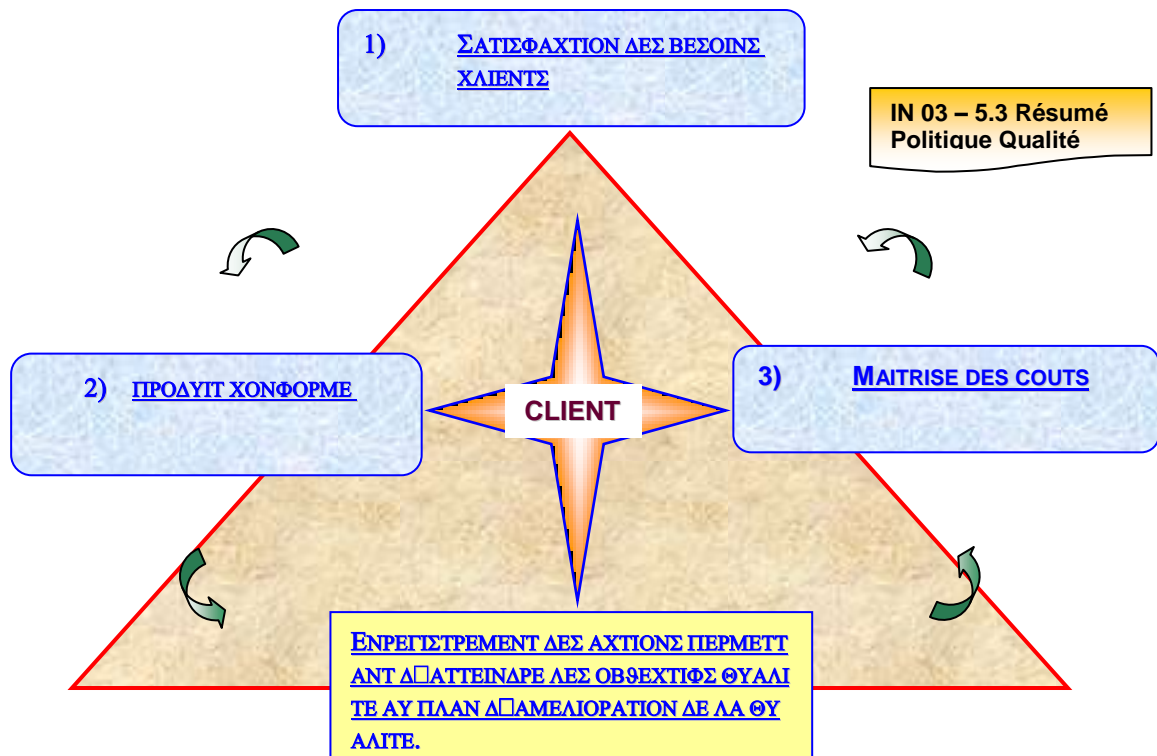 1) ΣΑΤΙΣΦΑΧΤΙΟΝ ΔΕΣ ΒΕΣΟΙΝΣ
ΧΛΙΕΝΤΣ
IN 03 – 5.3 Résumé
Politique Qualité
2) ΠΡΟΔΥΙΤ ΧΟΝΦΟΡΜΕ
3) MAITRISE DES COUTS
CLIENT
ΕΝΡΕΓΙΣΤΡΕΜΕΝΤ ΔΕΣ ΑΧΤΙΟΝΣ ΠΕΡΜΕΤΤ
ΑΝΤ Δ□ΑΤΤΕΙΝΔΡΕ ΛΕΣ ΟΒϑΕΧΤΙΦΣ ΘΥΑΛΙ
ΤΕ ΑΥ ΠΛΑΝ Δ□ΑΜΕΛΙΟΡΑΤΙΟΝ ΔΕ ΛΑ ΘΥ
ΑΛΙΤΕ.